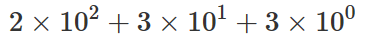 2 × 10² + 3 × 10¹ + 3 × 10⁰